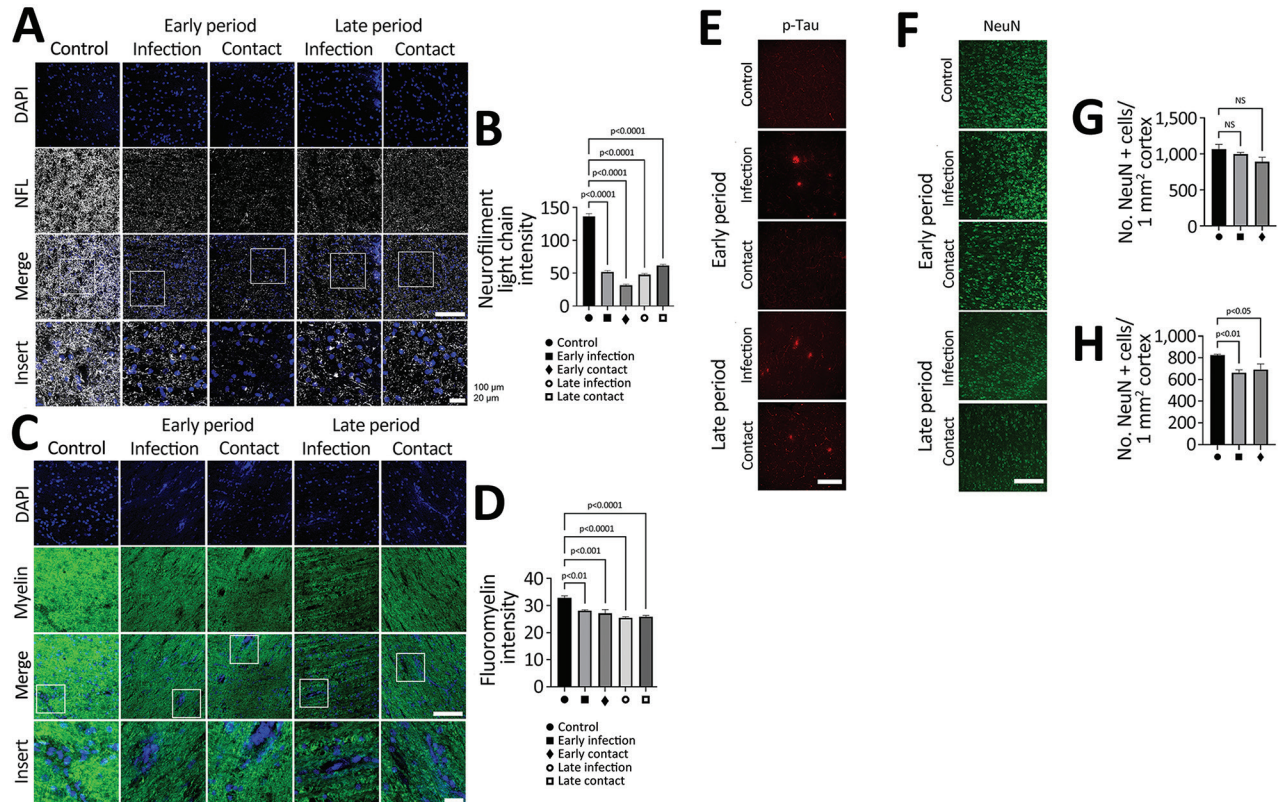 A
Early period
Late period
Control
Infection
Contact
Infection
Contact
DAPI
NFL
Merge
Insert
100 µm
20 µm
B
p<0.0001
p<0.0001
p<0.0001
p<0.0001
Neurofiliment
light chain
intensity
150
100
50
0
Control
Early infection
Early contact
Late infection
Late contact
C
Early period
Late period
Control
Infection
Contact
Infection
Contact
DAPI
Myelin
Merge
Insert
D
p<0.0001
p<0.0001
p<0.001
p<0.01
Fluoromyelin
intensity
40
30
20
10
0
Control
Early infection
Early contact
Late infection
Late contact
E
p-Tau
Control
Early period
Infection
Contact
Late period
Infection
Contact
F
NeuN
Control
Early period
Infection
Contact
Late period
Infection
Contact
G
NS
NS
No. NeuN + cells/
1 mm² cortex
1,500
1,000
500
0
H
p<0.05
p<0.01
No. NeuN + cells/
1 mm² cortex
1,000
800
600
400
200
0